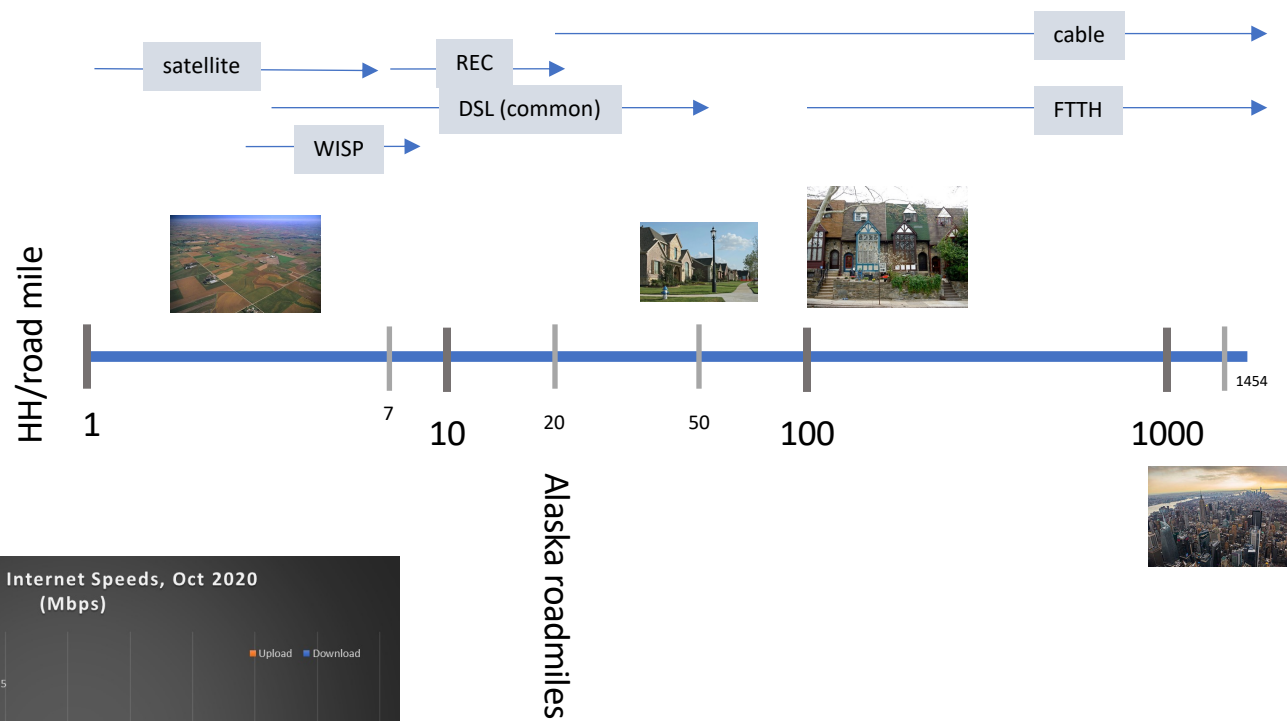 cable
satellite
REC
DSL (common)
FTTH
WISP
HH/road mile
1
7
10
20
50
100
1000
1454
Alaska roadmiles
Internet Speeds, Oct 2020
(Mbps)
Upload Download
5